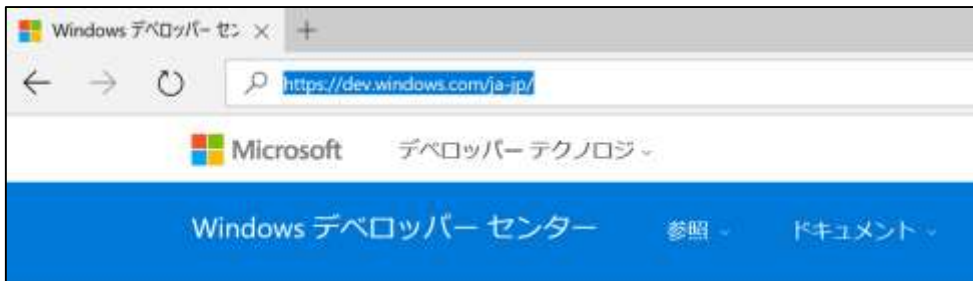 Windows デベロッパー セン
https://dev.windows.com/ja-jp/
Microsoft デベロッパー テクノロジ
Windows デベロッパー センター 参照 ドキュメント